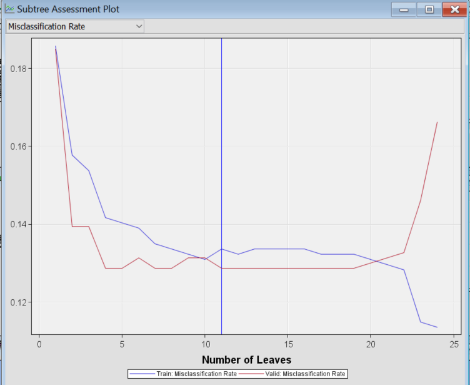 Subtree Assessment Plot
Misclassification Rate
0.18
0.16
0.14
0.12
0 5 10 15 20 25
Number of Leaves
Train: Misclassification Rate Valid: Misclassification Rate